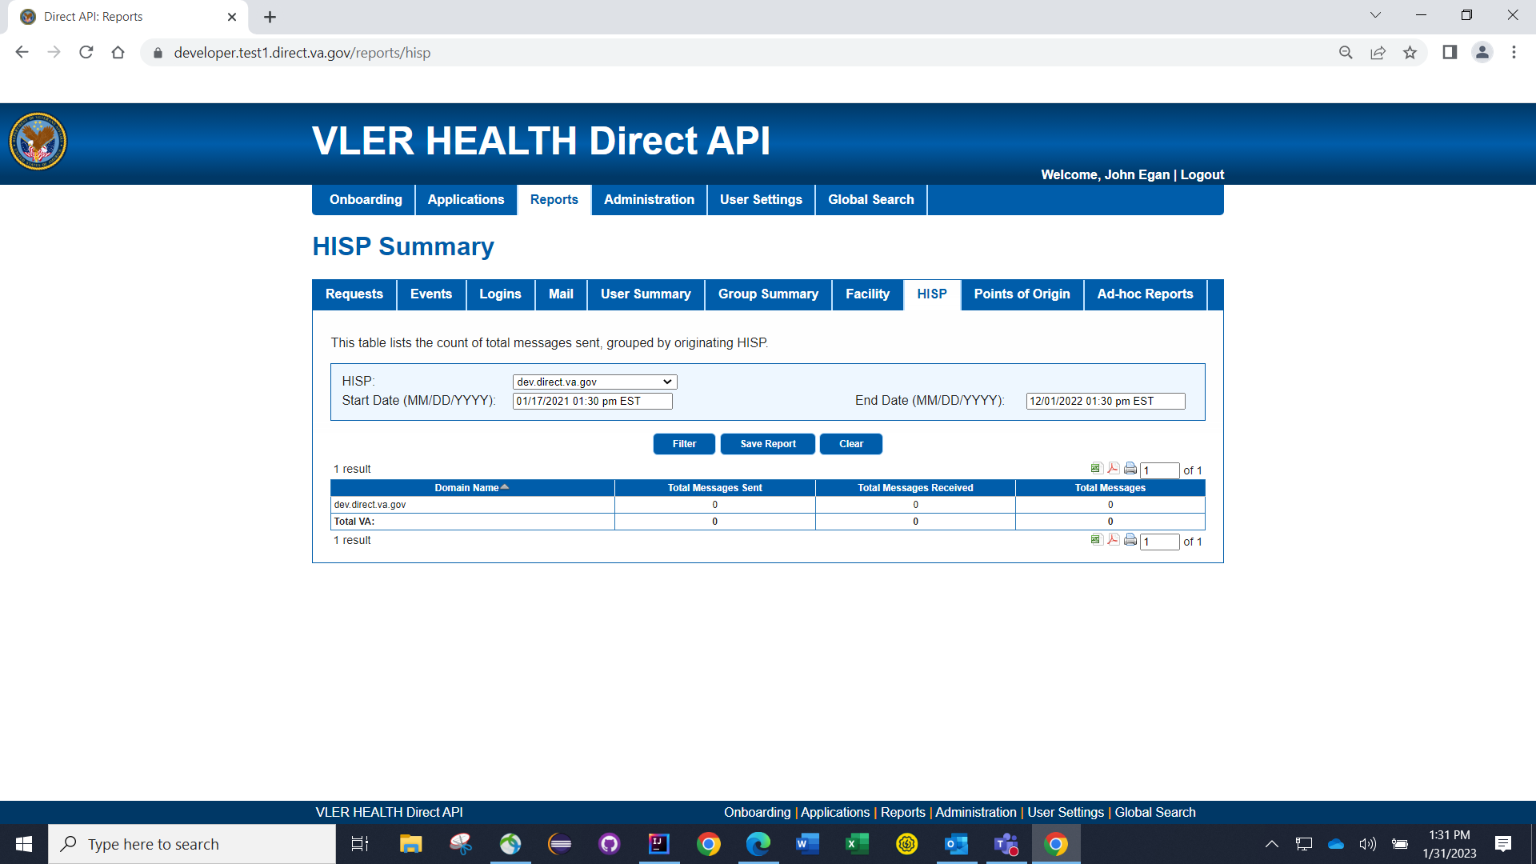 Direct API: Reports
developer.test1.direct.va.gov/reports/hisp
VLER HEALTH Direct API
Welcome, John Egan | Logout
Onboarding Applications Reports Administration User Settings Global Search
HISP Summary
Requests Events Logins Mail User Summary Group Summary Facility HISP Points of Origin Ad-hoc Reports
This table lists the count of total messages sent, grouped by originating HISP.
HISP: dev.direct.va.gov
Start Date (MM/DD/YYYY): 01/17/2021 01:30 pm EST End Date (MM/DD/YYYY): 12/01/2022 01:30 pm EST
Filter Save Report Clear
1 result 1 of 1
Domain Name Total Messages Sent Total Messages Received Total Messages
dev.direct.va.gov 0 0 0
Total VA: 0 0 0
1 result 1 of 1
VLER HEALTH Direct API Onboarding | Applications | Reports | Administration | User Settings | Global Search
Type here to search
1:31 PM
1/31/2023